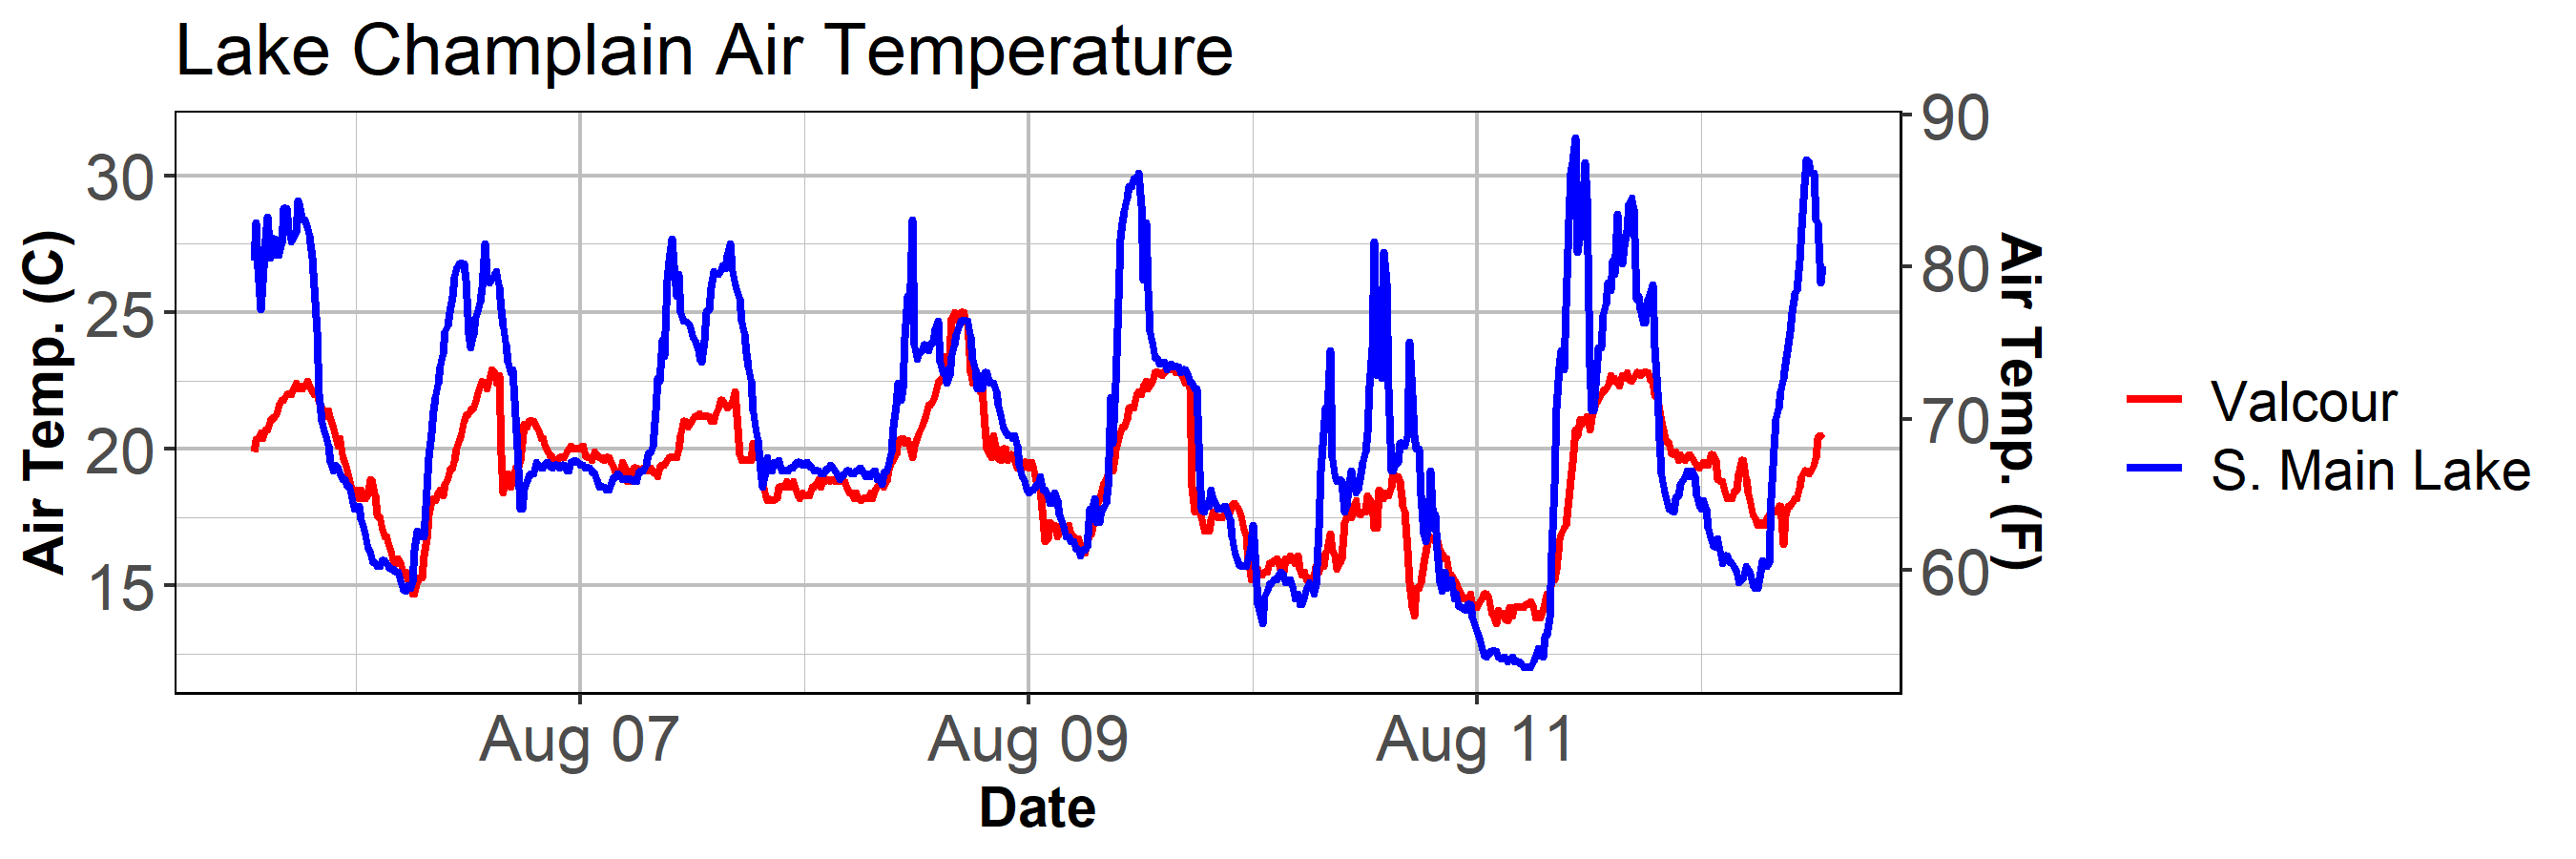 Lake Champlain Air Temperature
Air Temp. (C)
30
25
20
15
90
80
70
60
Air Temp. (F)
Aug 07
Aug 09
Aug 11
Date
Valcour
S. Main Lake